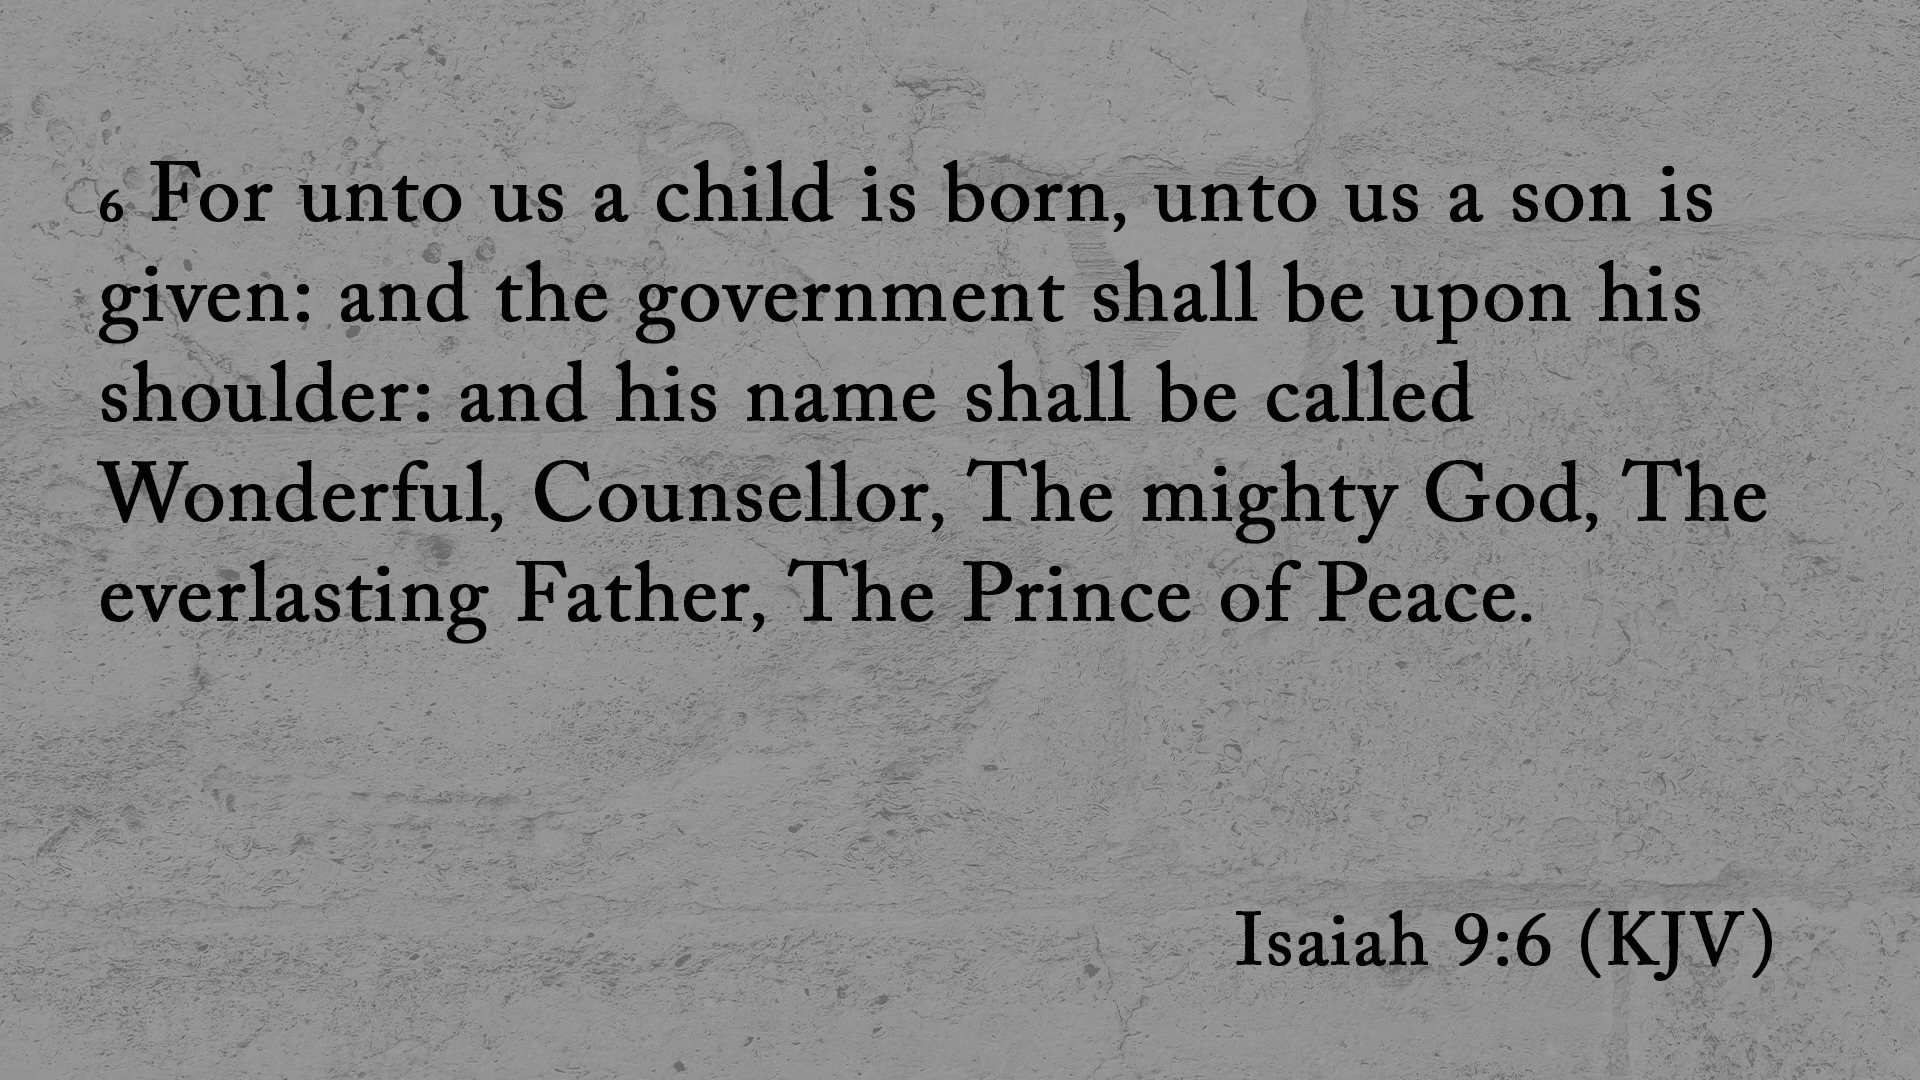 6 For unto us a child is born, unto us a son is
given: and the government shall be upon his
shoulder: and his name shall be called
Wonderful, Counsellor, The mighty God, The
everlasting Father, The Prince of Peace.
Isaiah 9:6 (KJV)